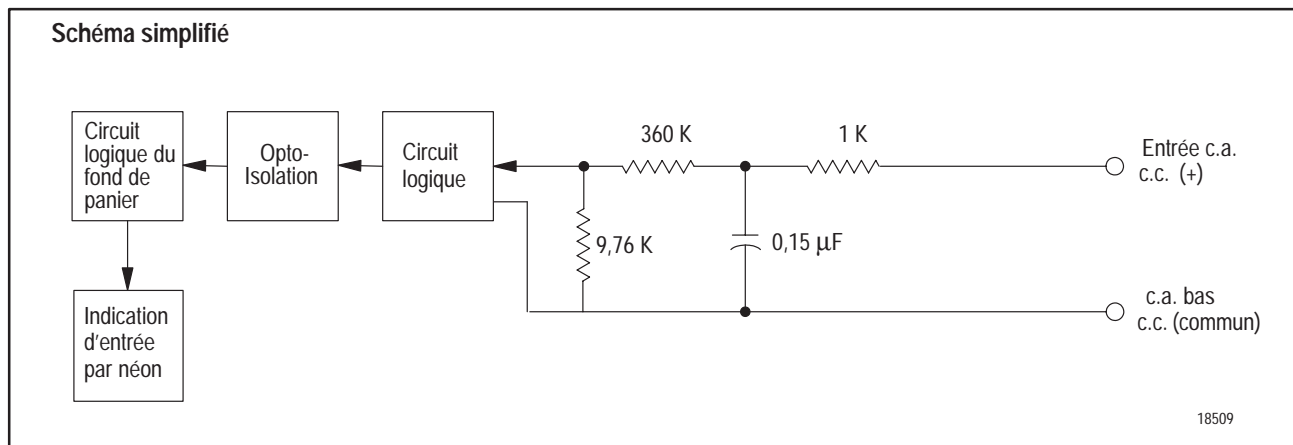 Schéma simplifié
Circuit
logique du
fond de
panier
Opto-
Isolation
Circuit
logique
360 K
1 K
Entrée c.a.
c.c. (+)
9,76 K
0,15 μF
Indication
d'entrée
par néon
c.a. bas
c.c. (commun)
18509